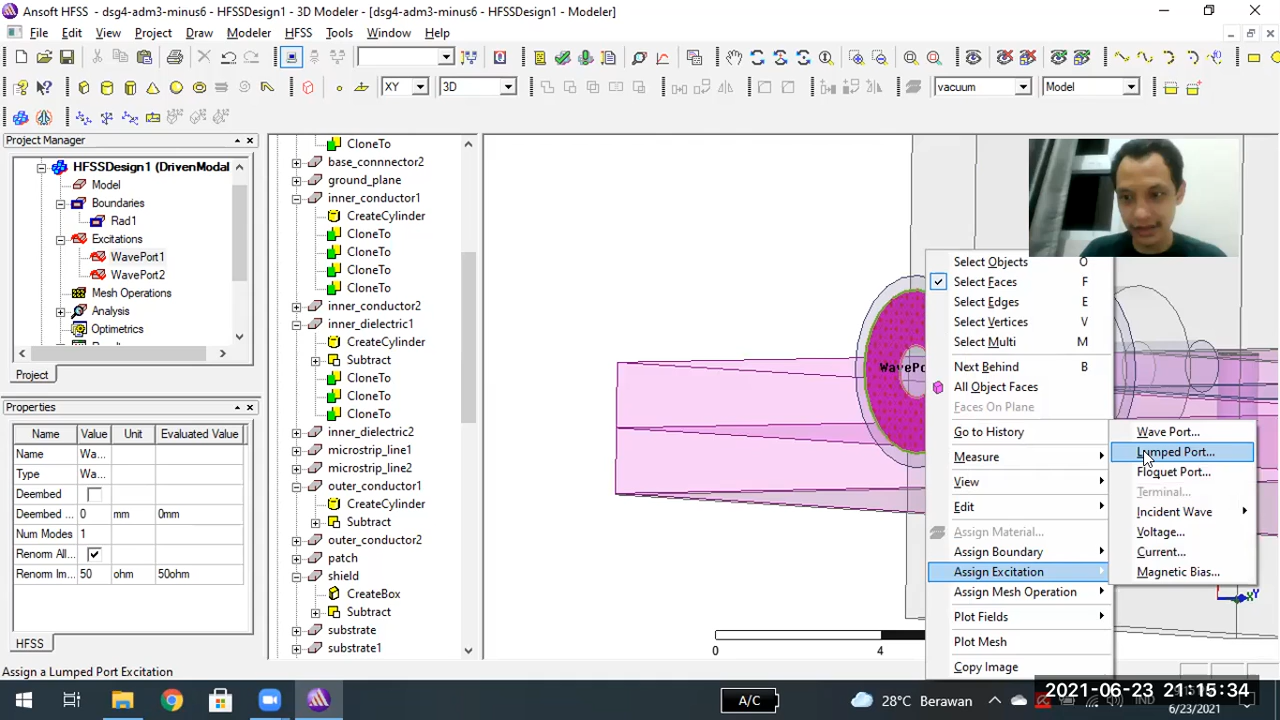 Ansoft HFSS - dsg4-adm3-minus6 - HFSSDesign1 - 3D Modeler - [dsg4-adm3-minus6 - HFSSDesign1 - Modeler]
File Edit View Project Draw Modeler HFSS Tools Window Help
XY 3D vacuum Model
Project Manager
HFSSDesign1 (DrivenModal
Model
Boundaries
Rad1
Excitations
WavePort1
WavePort2
Mesh Operations
Analysis
Optimetrics
Project
Properties
Name Value Unit Evaluated Value
Name Wa...
Type Wa...
Deembed
Deembed ... 0 mm 0mm
Num Modes 1
Renorm All...
Renorm Im... 50 ohm 50ohm
HFSS
CloneTo
base_connnector2
ground_plane
inner_conductor1
CreateCylinder
CloneTo
CloneTo
CloneTo
CloneTo
inner_conductor2
inner_dielectric1
CreateCylinder
Subtract
CloneTo
CloneTo
CloneTo
inner_dielectric2
microstrip_line1
microstrip_line2
outer_conductor1
CreateCylinder
Subtract
outer_conductor2
patch
shield
CreateBox
Subtract
substrate
substrate1
WavePo
0 4
Select Objects O
Select Faces F
Select Edges E
Select Vertices V
Select Multi M
Next Behind B
All Object Faces
Faces On Plane
Go to History
Measure
View
Edit
Assign Material...
Assign Boundary
Assign Excitation
Assign Mesh Operation
Plot Fields
Plot Mesh
Copy Image
Wave Port...
Lumped Port...
Floquet Port...
Terminal...
Incident Wave
Voltage...
Current...
Magnetic Bias...
Assign a Lumped Port Excitation
A/C
28°C Berawan
IND
2021-06-23 21:15:34
6/23/2021